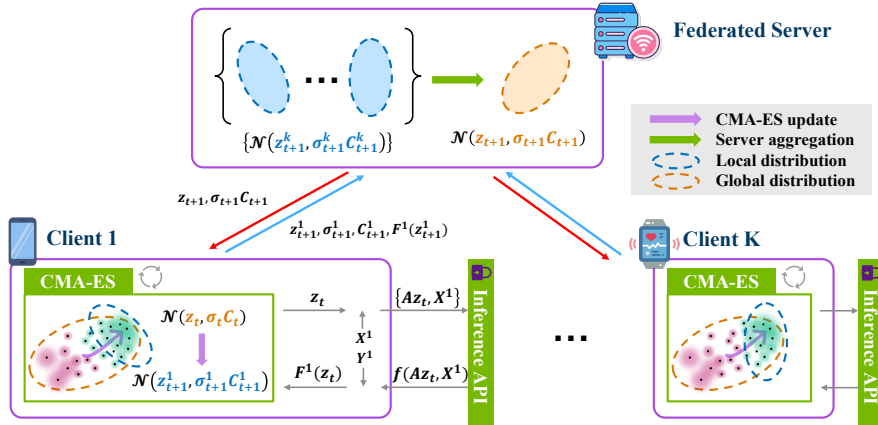 Federated Server
{ ... }
{𝒩(z^k_{t+1}, σ^k_{t+1}C^k_{t+1})}
𝒩(z_{t+1}, σ_{t+1}C_{t+1})
CMA-ES update
Server aggregation
Local distribution
Global distribution
z_{t+1}, σ_{t+1}C_{t+1}
z^1_{t+1}, σ^1_{t+1}, C^1_{t+1}, F^1(z^1_{t+1})
Client 1
Client K
CMA-ES
𝒩(z_t, σ_tC_t)
𝒩(z^1_{t+1}, σ^1_{t+1}C^1_{t+1})
z_t
{Az_t, X^1}
X^1
Y^1
F^1(z_t)
f(Az_t, X^1)
Inference API
...
CMA-ES
Inference API